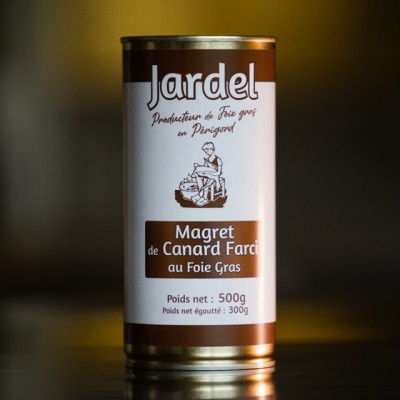 Jardel
Producteur de Foie gras
en Périgord
Magret
de Canard Farci
au Foie Gras
Poids net : 500g
Poids net égoutté : 300g